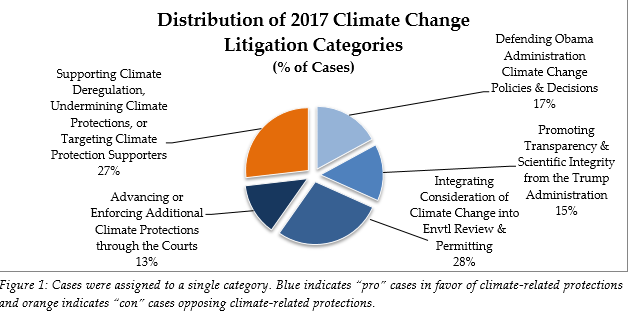 Distribution of 2017 Climate Change
Litigation Categories
(% of Cases)
Defending Obama
Administration
Climate Change
Policies & Decisions
17%
Promoting
Transparency &
Scientific Integrity
from the Trump
Administration
15%
Integrating
Consideration of
Climate Change into
Envtl Review &
Permitting
28%
Advancing or
Enforcing Additional
Climate Protections
through the Courts
13%
Supporting Climate
Deregulation,
Undermining Climate
Protections, or
Targeting Climate
Protection Supporters
27%
Figure 1: Cases were assigned to a single category. Blue indicates “pro” cases in favor of climate-related protections
and orange indicates “con” cases opposing climate-related protections.